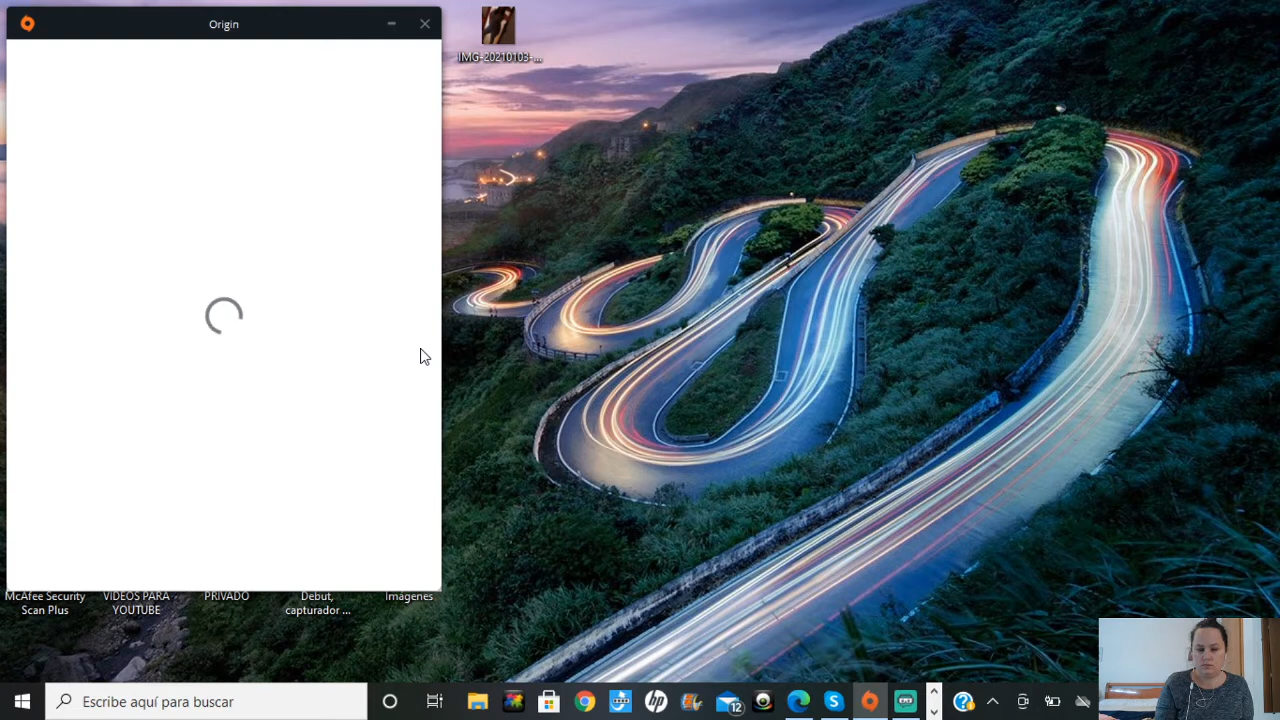 Origin
IMG-20210103-...
McAfee Security
Scan Plus
VIDEOS PARA
YOUTUBE
PRIVADO
Debut,
capturador ...
Imágenes
Escribe aquí para buscar
hp
12